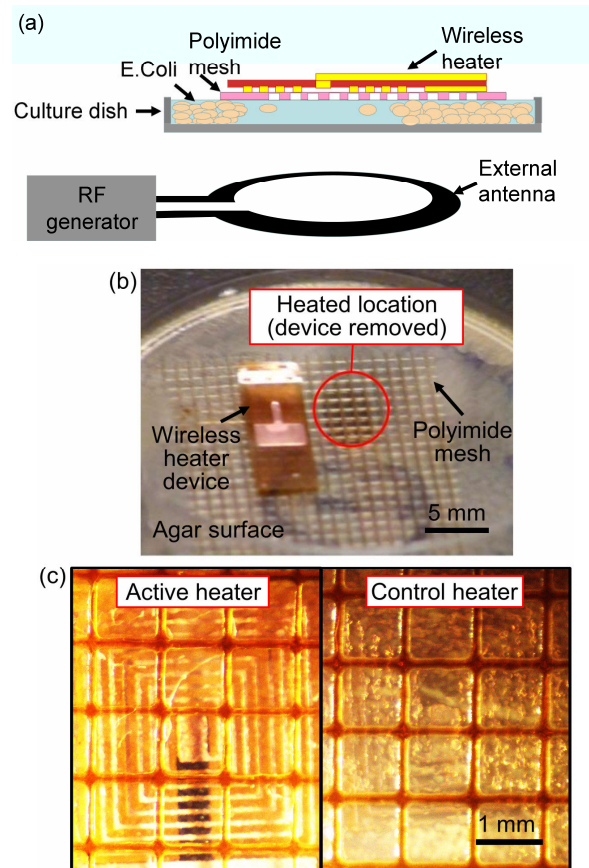 (a)
Polyimide
mesh
Wireless
heater
E.Coli
Culture dish
RF
generator
External
antenna
(b)
Heated location
(device removed)
Wireless
heater
device
Polyimide
mesh
Agar surface
5 mm
(c)
Active heater
Control heater
1 mm